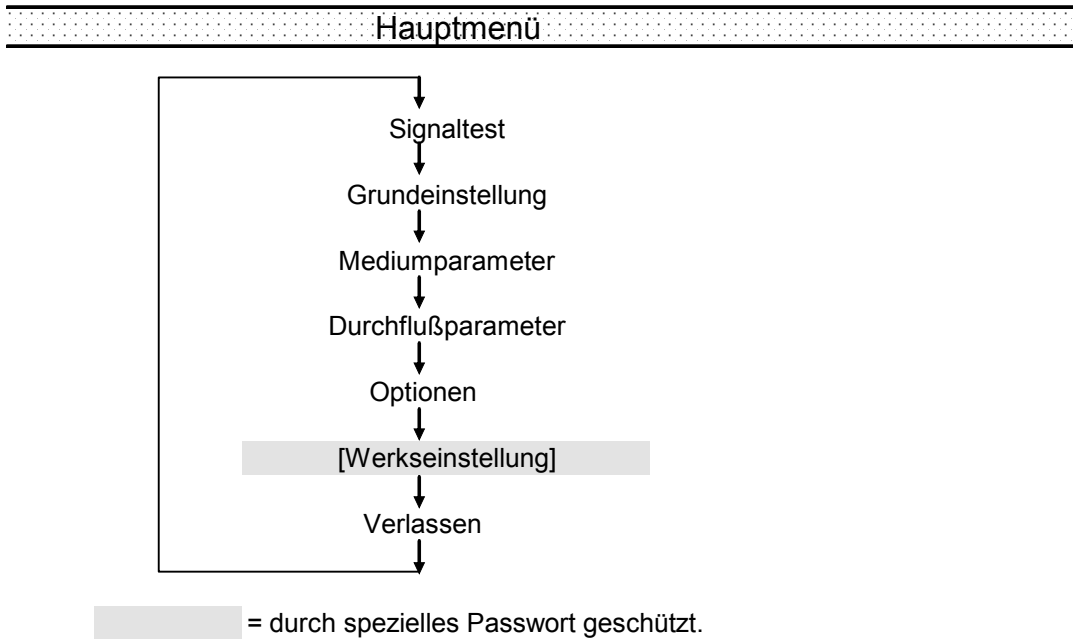 Hauptmenü
Signaltest
Grundeinstellung
Mediumparameter
Durchflußparameter
Optionen
[Werkseinstellung]
Verlassen
= durch spezielles Passwort geschützt.